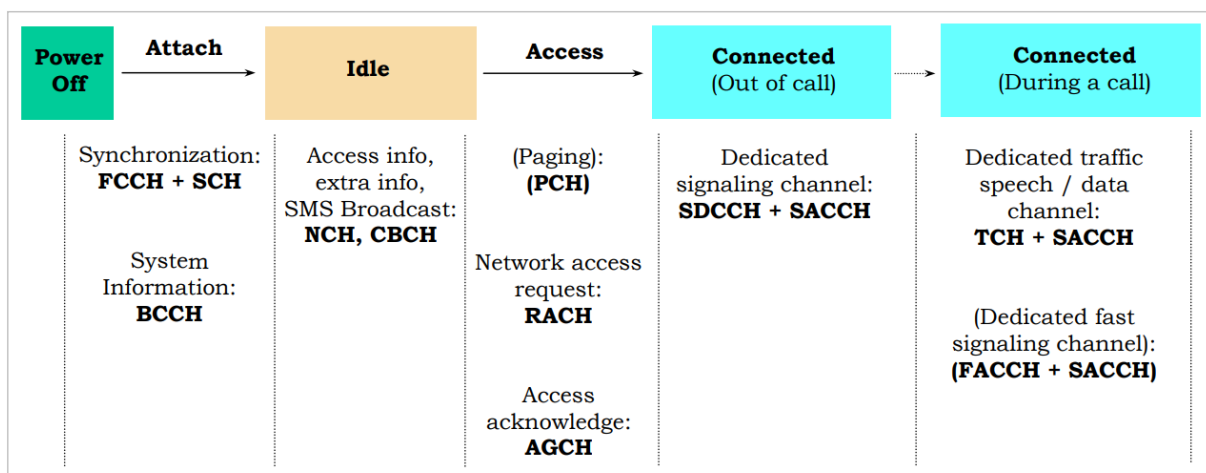 Power
Off
Attach
Idle
Access
Connected
(Out of call)
Connected
(During a call)
Synchronization:
FCCH + SCH
System
Information:
BCCH
Access info,
extra info,
SMS Broadcast:
NCH, CBCH
(Paging):
(PCH)
Network access
request:
RACH
Access
acknowledge:
AGCH
Dedicated
signaling channel:
SDCCH + SACCH
Dedicated traffic
speech / data
channel:
TCH + SACCH
(Dedicated fast
signaling channel):
(FACCH + SACCH)